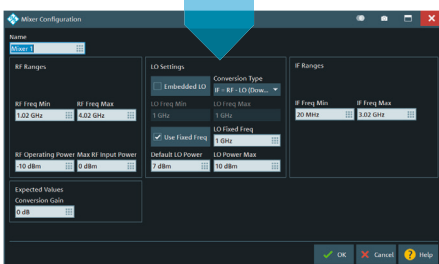 Mixer Configuration
Name
Mixer 1
RF Ranges
RF Freq Min RF Freq Max
1.02 GHz 4.02 GHz
RF Operating Power Max RF Input Power
-10 dBm 0 dBm
LO Settings
Conversion Type
Embedded LO IF = RF - LO (Dow...
LO Freq Min LO Freq Max
1 GHz 1 GHz
LO Fixed Freq
Use Fixed Freq 1 GHz
Default LO Power LO Power Max
7 dBm 10 dBm
IF Ranges
IF Freq Min IF Freq Max
20 MHz 3.02 GHz
Expected Values
Conversion Gain
0 dB
OK Cancel Help